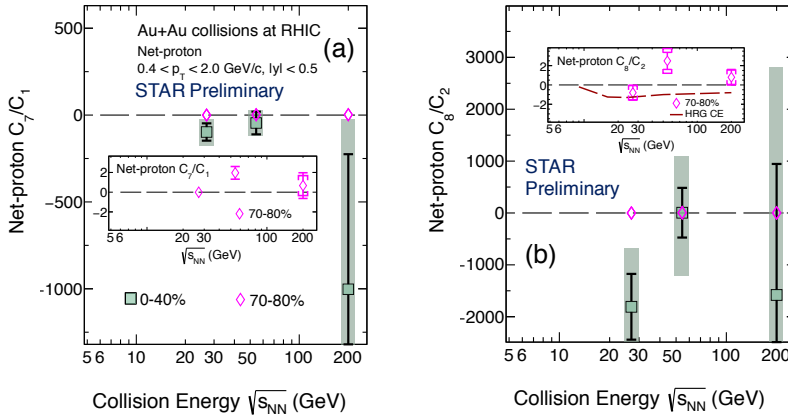 Au+Au collisions at RHIC
(a)
Net-proton
0.4 < p_T < 2.0 GeV/c, |y| < 0.5
STAR Preliminary
500
0
−500
-1000
Net-proton C_7/C_1
Net-proton C_7/C_1
2
0
−2
70-80%
5 6 20 30 100 200
√s_NN (GeV)
0-40%
70-80%
5 6 10 20 30 100 200
Collision Energy √s_NN (GeV)
3000
2000
1000
0
-1000
-2000
Net-proton C_8/C_2
Net-proton C_8/C_2
2
0
−2
70-80%
HRG CE
5 6 10 20 30 100 200
√s_NN (GeV)
STAR
Preliminary
(b)
5 6 10 20 30 50 100 200
Collision Energy √s_NN (GeV)